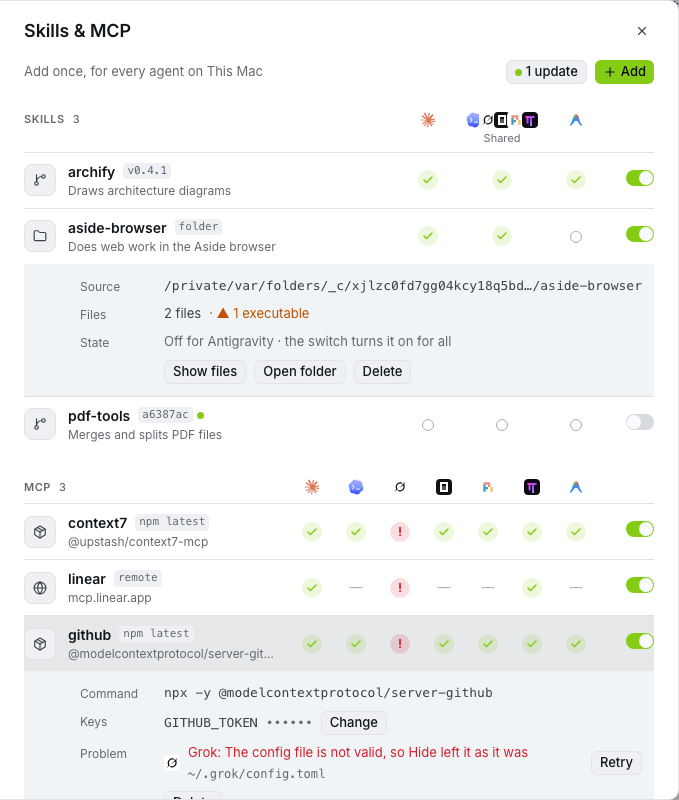 Skills & MCP
Add once, for every agent on This Mac
1 update
+ Add
SKILLS 3
Shared
archify v0.4.1
Draws architecture diagrams
aside-browser folder
Does web work in the Aside browser
Source /private/var/folders/_c/xjlzc0fd7gg04kcy18q5bd…/aside-browser
Files 2 files · ▲ 1 executable
State Off for Antigravity · the switch turns it on for all
Show files Open folder Delete
pdf-tools a6387ac
Merges and splits PDF files
MCP 3
context7 npm latest
@upstash/context7-mcp
!
linear remote
mcp.linear.app
— ! — — —
github npm latest
@modelcontextprotocol/server-git...
!
Command npx -y @modelcontextprotocol/server-github
Keys GITHUB_TOKEN •••••• Change
Problem Grok: The config file is not valid, so Hide left it as it was
~/.grok/config.toml
Retry